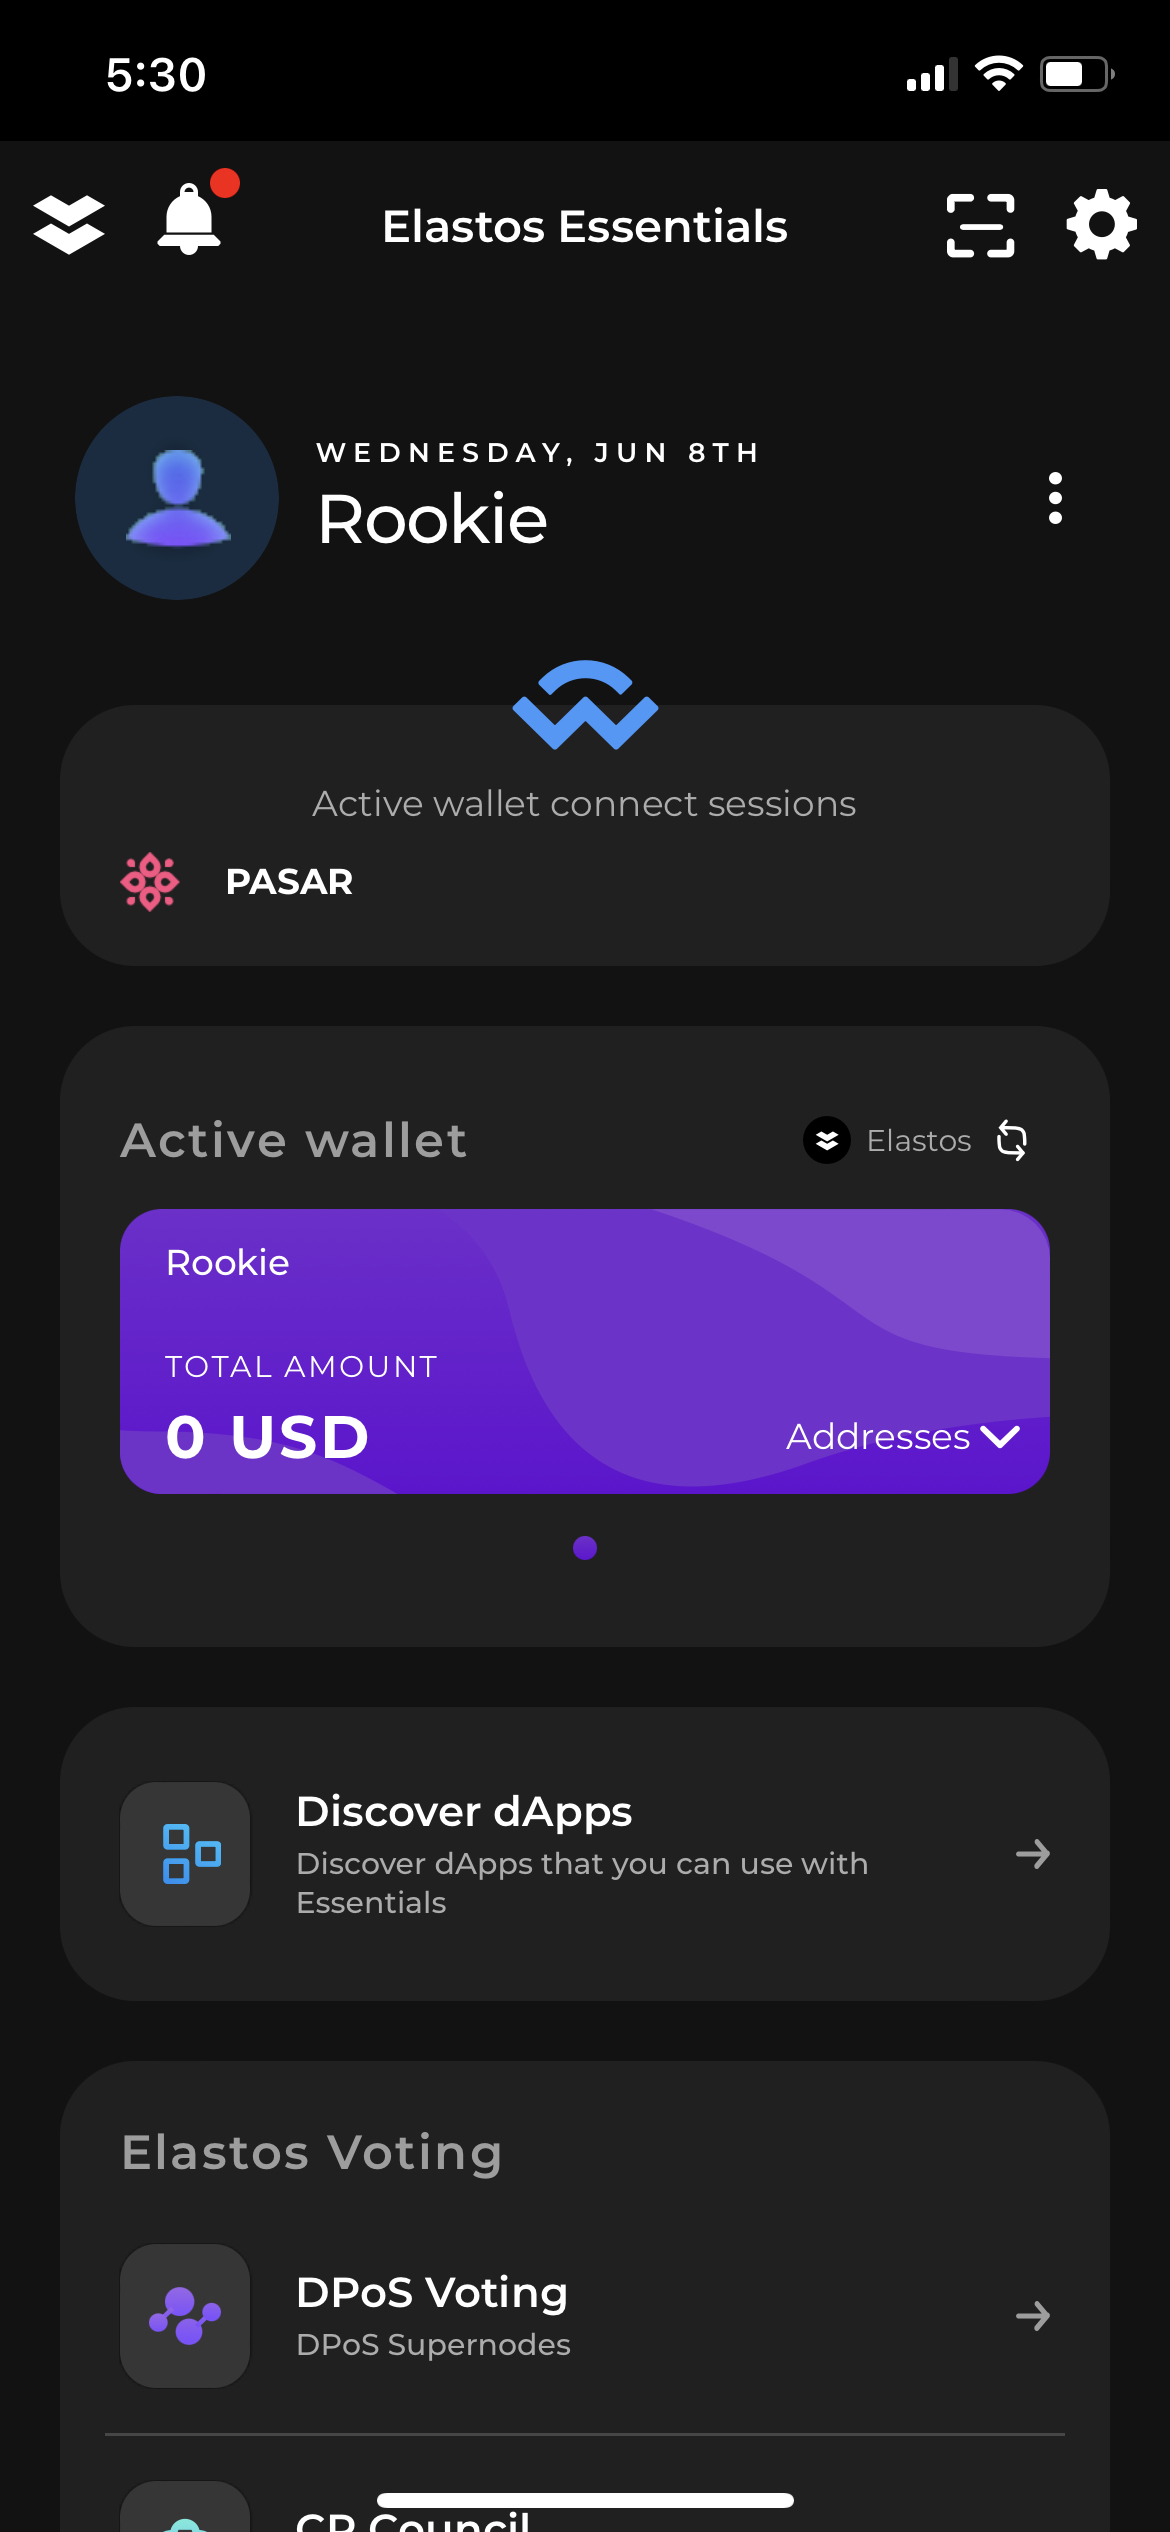 5:30
Elastos Essentials
WEDNESDAY, JUN 8TH
Rookie
Active wallet connect sessions
PASAR
Active wallet
Elastos
Rookie
TOTAL AMOUNT
0 USD
Addresses
Discover dApps
Discover dApps that you can use with
Essentials
Elastos Voting
DPoS Voting
DPoS Supernodes
CR Council